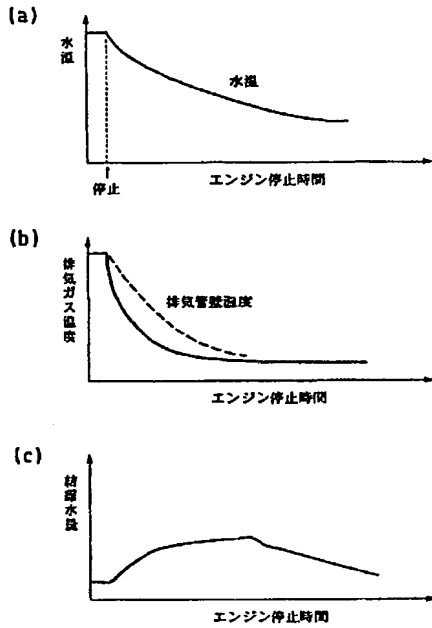 (a)
水温
水温
停止
エンジン停止時間
(b)
排気ガス温度
排気管壁温度
エンジン停止時間
(c)
結露水量
エンジン停止時間